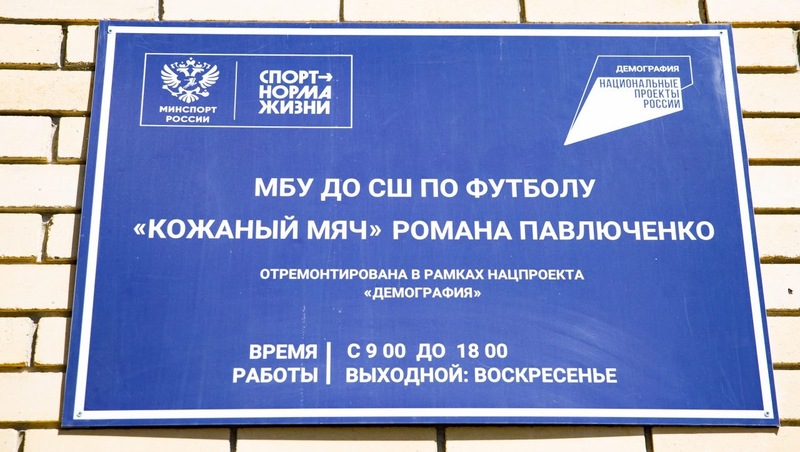 МИНСПОРТ
РОССИИ
СПОРТ→
НОРМА
ЖИЗНИ
ДЕМОГРАФИЯ
НАЦИОНАЛЬНЫЕ
ПРОЕКТЫ
РОССИИ
МБУ ДО СШ ПО ФУТБОЛУ
«КОЖАНЫЙ МЯЧ» РОМАНА ПАВЛЮЧЕНКО
ОТРЕМОНТИРОВАНА В РАМКАХ НАЦПРОЕКТА
«ДЕМОГРАФИЯ»
ВРЕМЯ
РАБОТЫ
С 9 00 ДО 18 00
ВЫХОДНОЙ: ВОСКРЕСЕНЬЕ